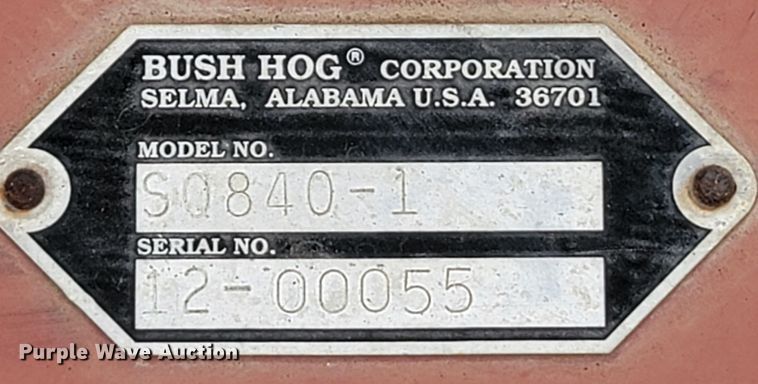 BUSH HOG® CORPORATION
SELMA, ALABAMA U.S.A. 36701
MODEL NO.
SQ840-1
SERIAL NO.
12-00055
Purple Wave Auction